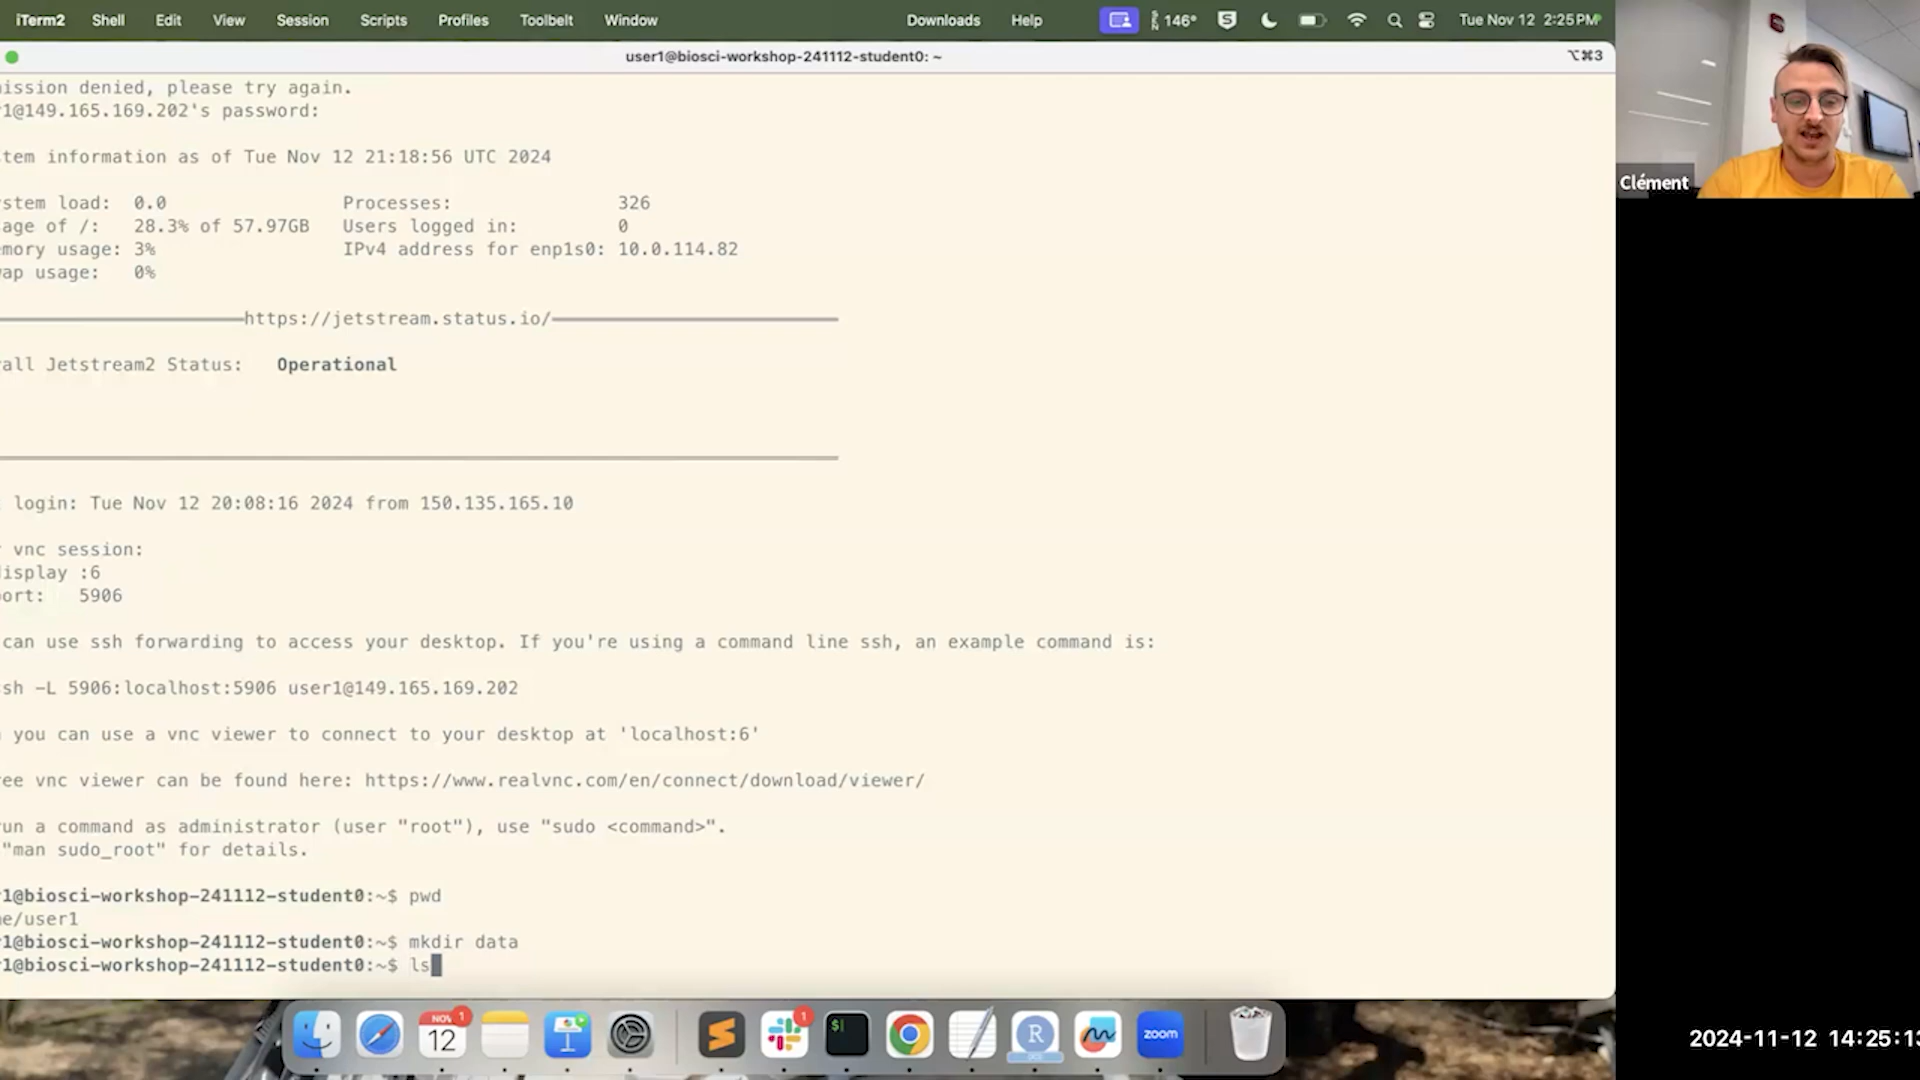 iTerm2 Shell Edit View Session Scripts Profiles Toolbelt Window Downloads Help 146° Tue Nov 12 2:25PM
user1@biosci-workshop-241112-student0: ~ ⌥⌘3
ission denied, please try again.
r1@149.165.169.202's password:
tem information as of Tue Nov 12 21:18:56 UTC 2024
stem load: 0.0 Processes: 326
age of /: 28.3% of 57.97GB Users logged in: 0
mory usage: 3% IPv4 address for enp1s0: 10.0.114.82
ap usage: 0%
https://jetstream.status.io/
all Jetstream2 Status: Operational
login: Tue Nov 12 20:08:16 2024 from 150.135.165.10
vnc session:
isplay :6
ort: 5906
can use ssh forwarding to access your desktop. If you're using a command line ssh, an example command is:
sh -L 5906:localhost:5906 user1@149.165.169.202
you can use a vnc viewer to connect to your desktop at 'localhost:6'
ree vnc viewer can be found here: https://www.realvnc.com/en/connect/download/viewer/
run a command as administrator (user "root"), use "sudo <command>".
"man sudo_root" for details.
r1@biosci-workshop-241112-student0:~$ pwd
me/user1
r1@biosci-workshop-241112-student0:~$ mkdir data
r1@biosci-workshop-241112-student0:~$ ls
Clément
NOV 12 1
1
$
R
zoom
2024-11-12 14:25:13